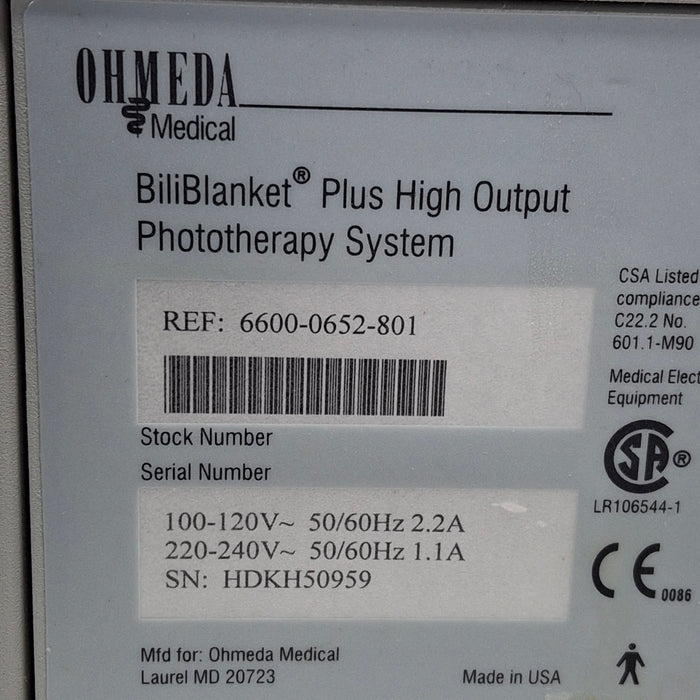 OHMEDA
Medical
BiliBlanket® Plus High Output
Phototherapy System
REF: 6600-0652-801
Stock Number
Serial Number
100-120V~ 50/60Hz 2.2A
220-240V~ 50/60Hz 1.1A
SN: HDKH50959
Mfd for: Ohmeda Medical
Laurel MD 20723
Made in USA
CSA Listed
compliance
C22.2 No.
601.1-M90
Medical Elect
Equipment
SA®
LR106544-1
CE 0086